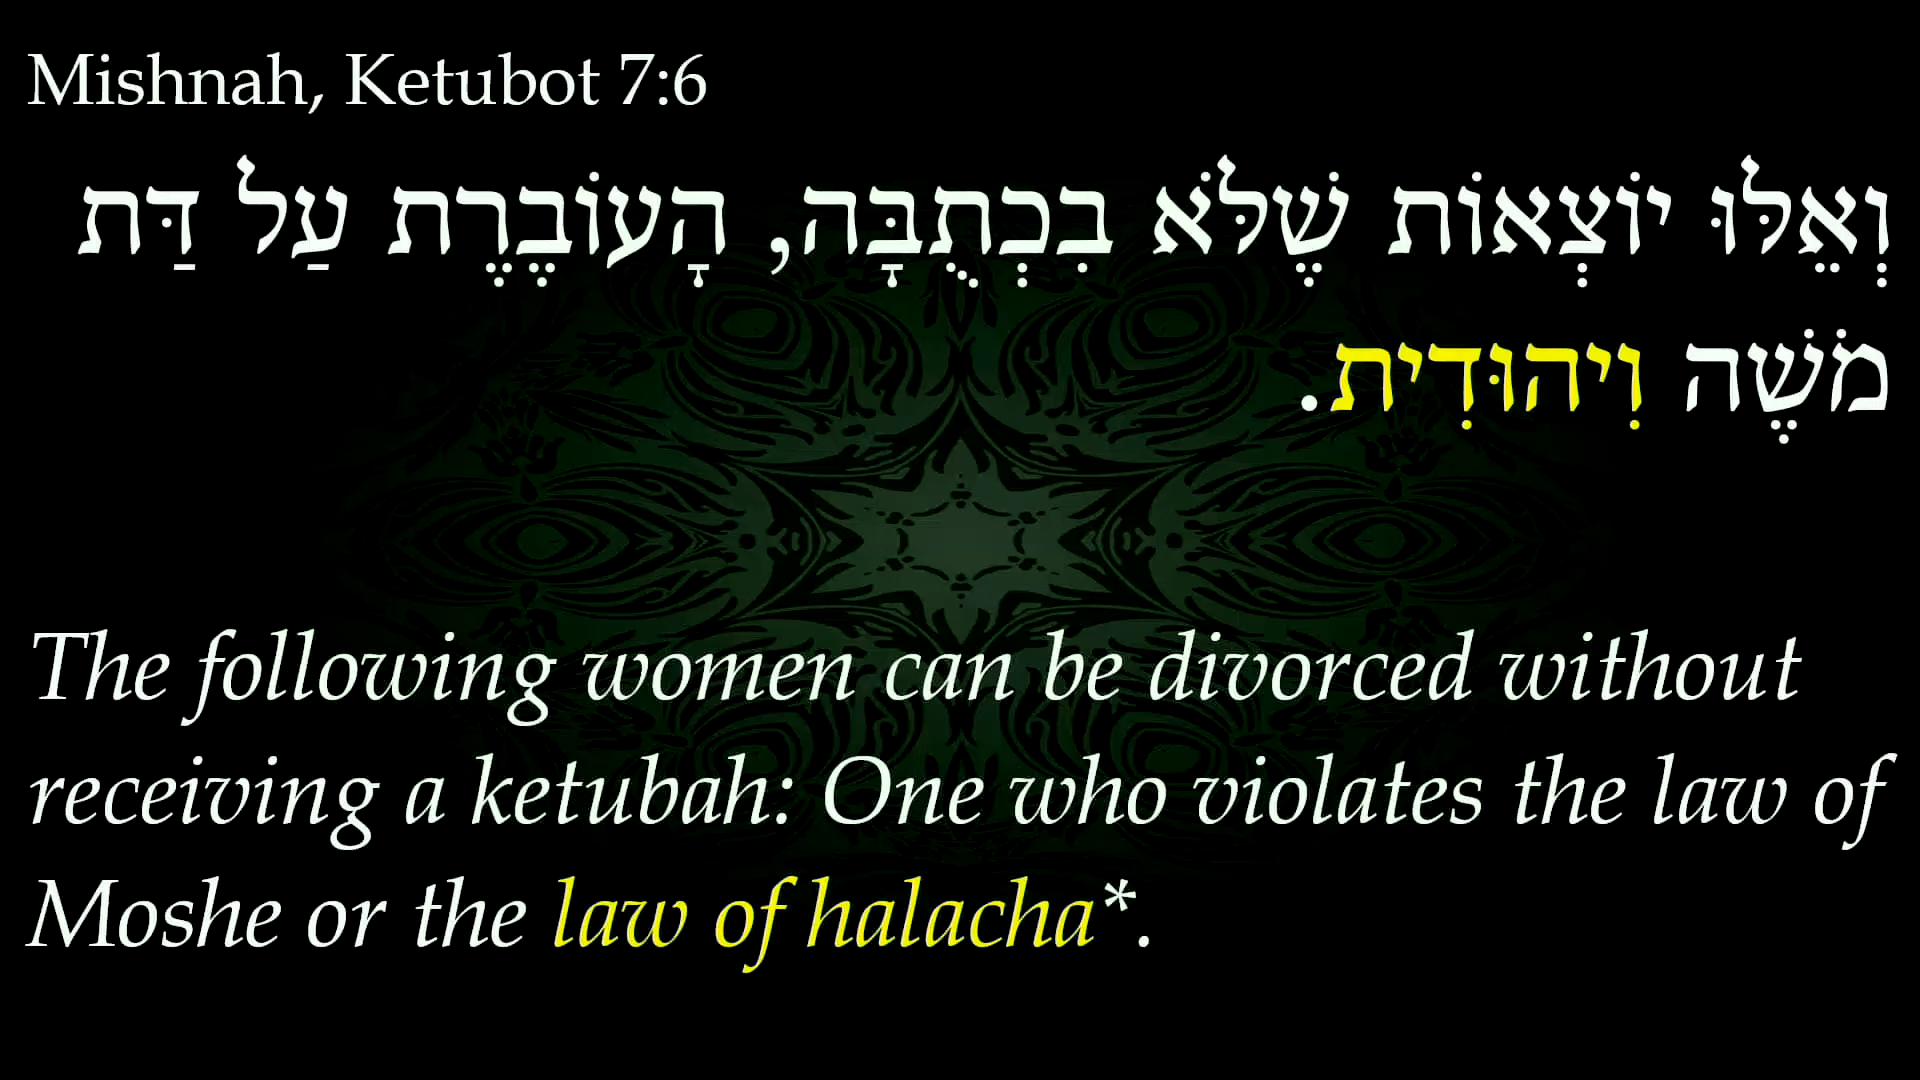 Mishnah, Ketubot 7:6
וְאֵלּוּ יוֹצְאוֹת שֶׁלֹּא בִכְתֻבָּה, הָעוֹבֶרֶת עַל דַּת
מֹשֶׁה וִיהוּדִית.
The following women can be divorced without
receiving a ketubah: One who violates the law of
Moshe or the law of halacha*.